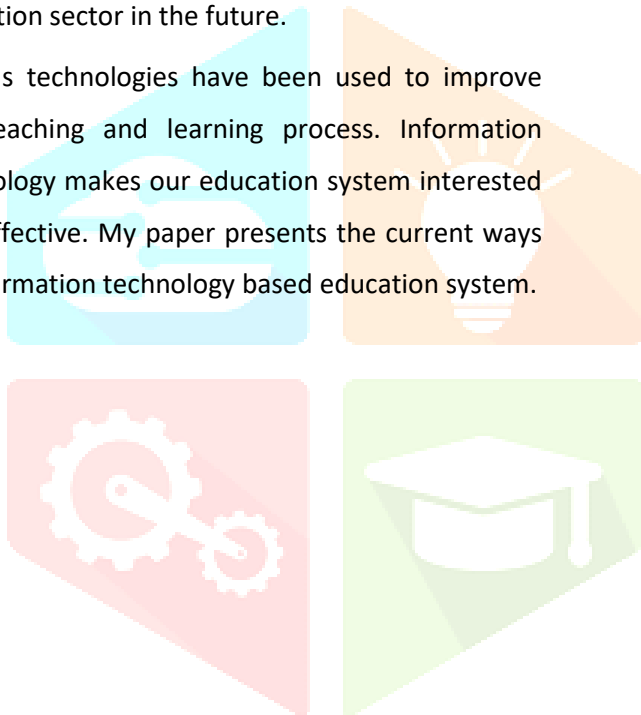 tion sector in the future.
s technologies have been used to improve
eaching and learning process. Information
ology makes our education system interested
ffective. My paper presents the current ways
ormation technology based education system.